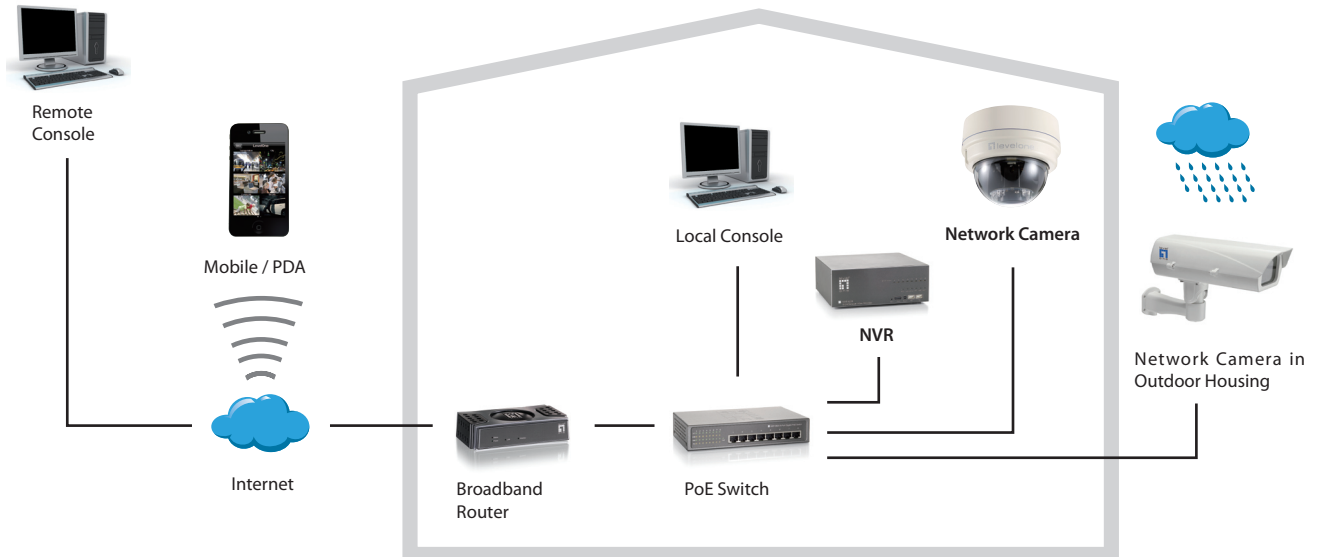 Remote
Console
Mobile / PDA
Internet
Local Console
levelone
Network Camera
NVR
Broadband
Router
PoE Switch
Network Camera in
Outdoor Housing